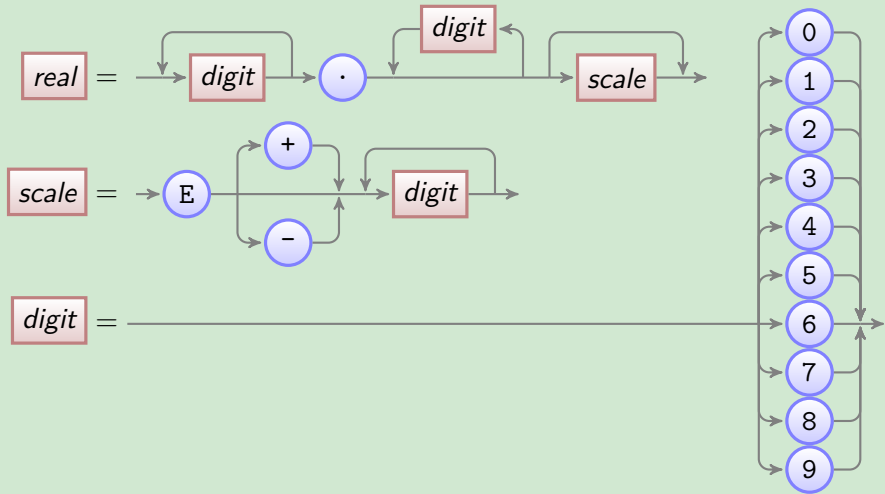 real = digit . digit scale
scale = E + - digit
digit = 0 1 2 3 4 5 6 7 8 9